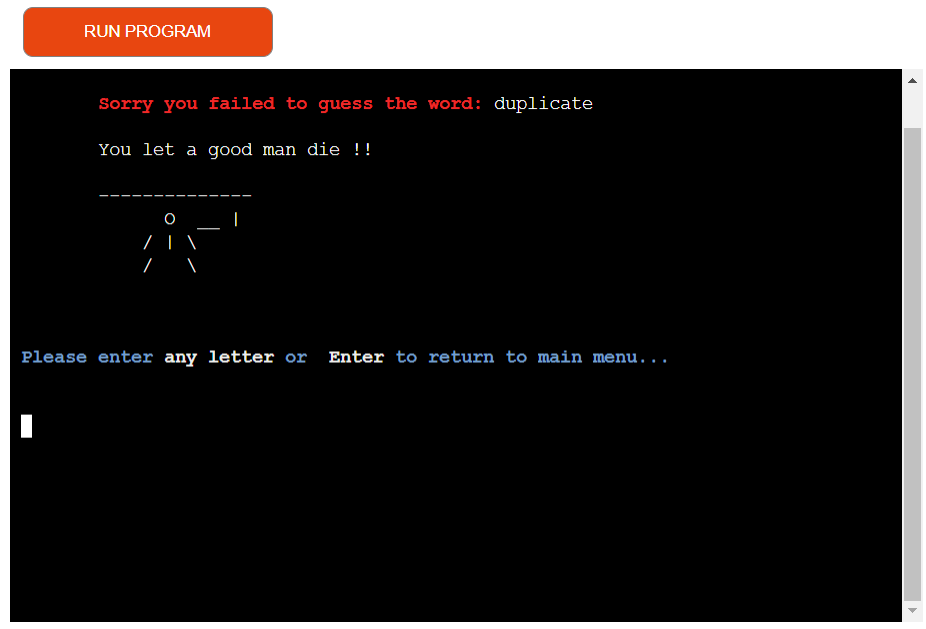 RUN PROGRAM
Sorry you failed to guess the word: duplicate
You let a good man die !!
--------------
O __ |
/ | \
/ \
Please enter any letter or  Enter to return to main menu...